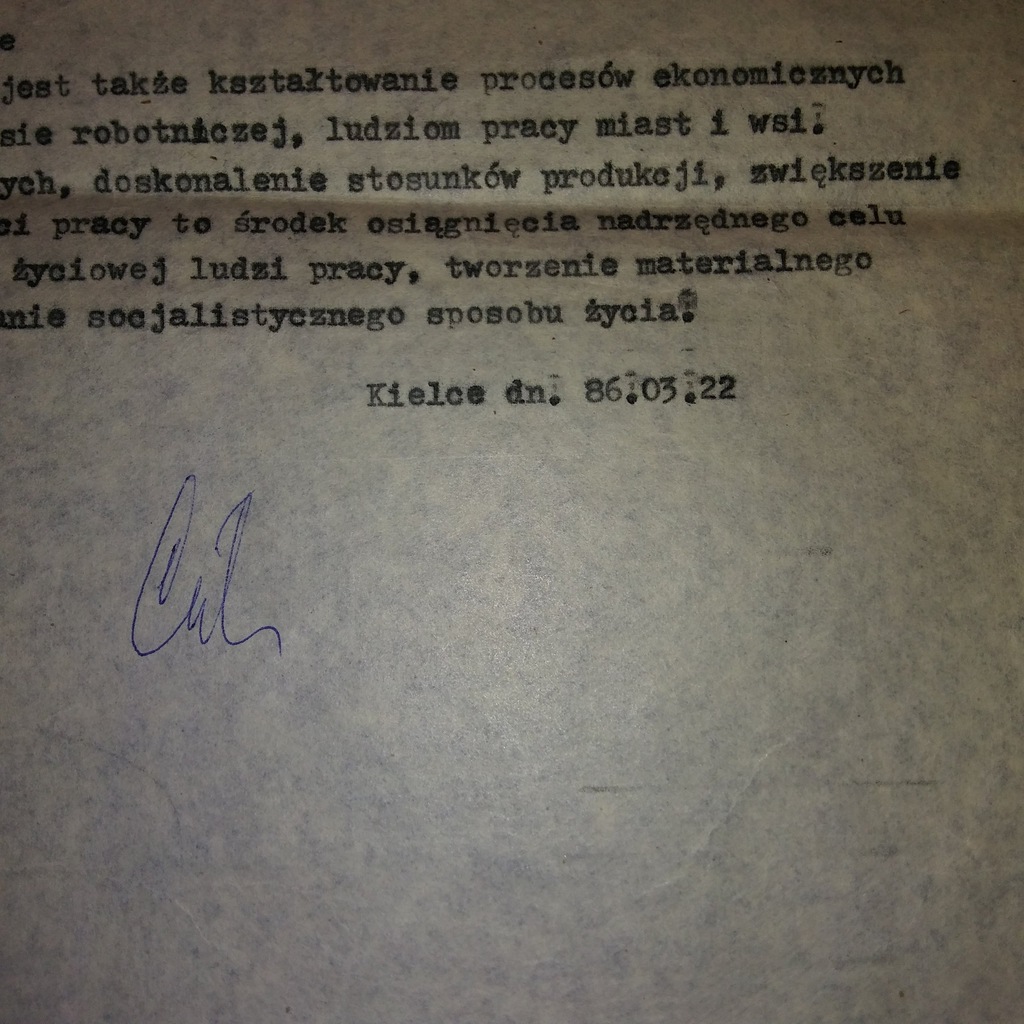 e
jest także kształtowanie procesów ekonomicznych
sie robotniczej, ludziom pracy miast i wsi.
ych, doskonalenie stosunków produkcji, zwiększenie
ci pracy to środek osiągnięcia nadrzędnego celu
życiowej ludzi pracy, tworzenie materialnego
anie socjalistycznego sposobu życia.
Kielce dn. 86.03.22